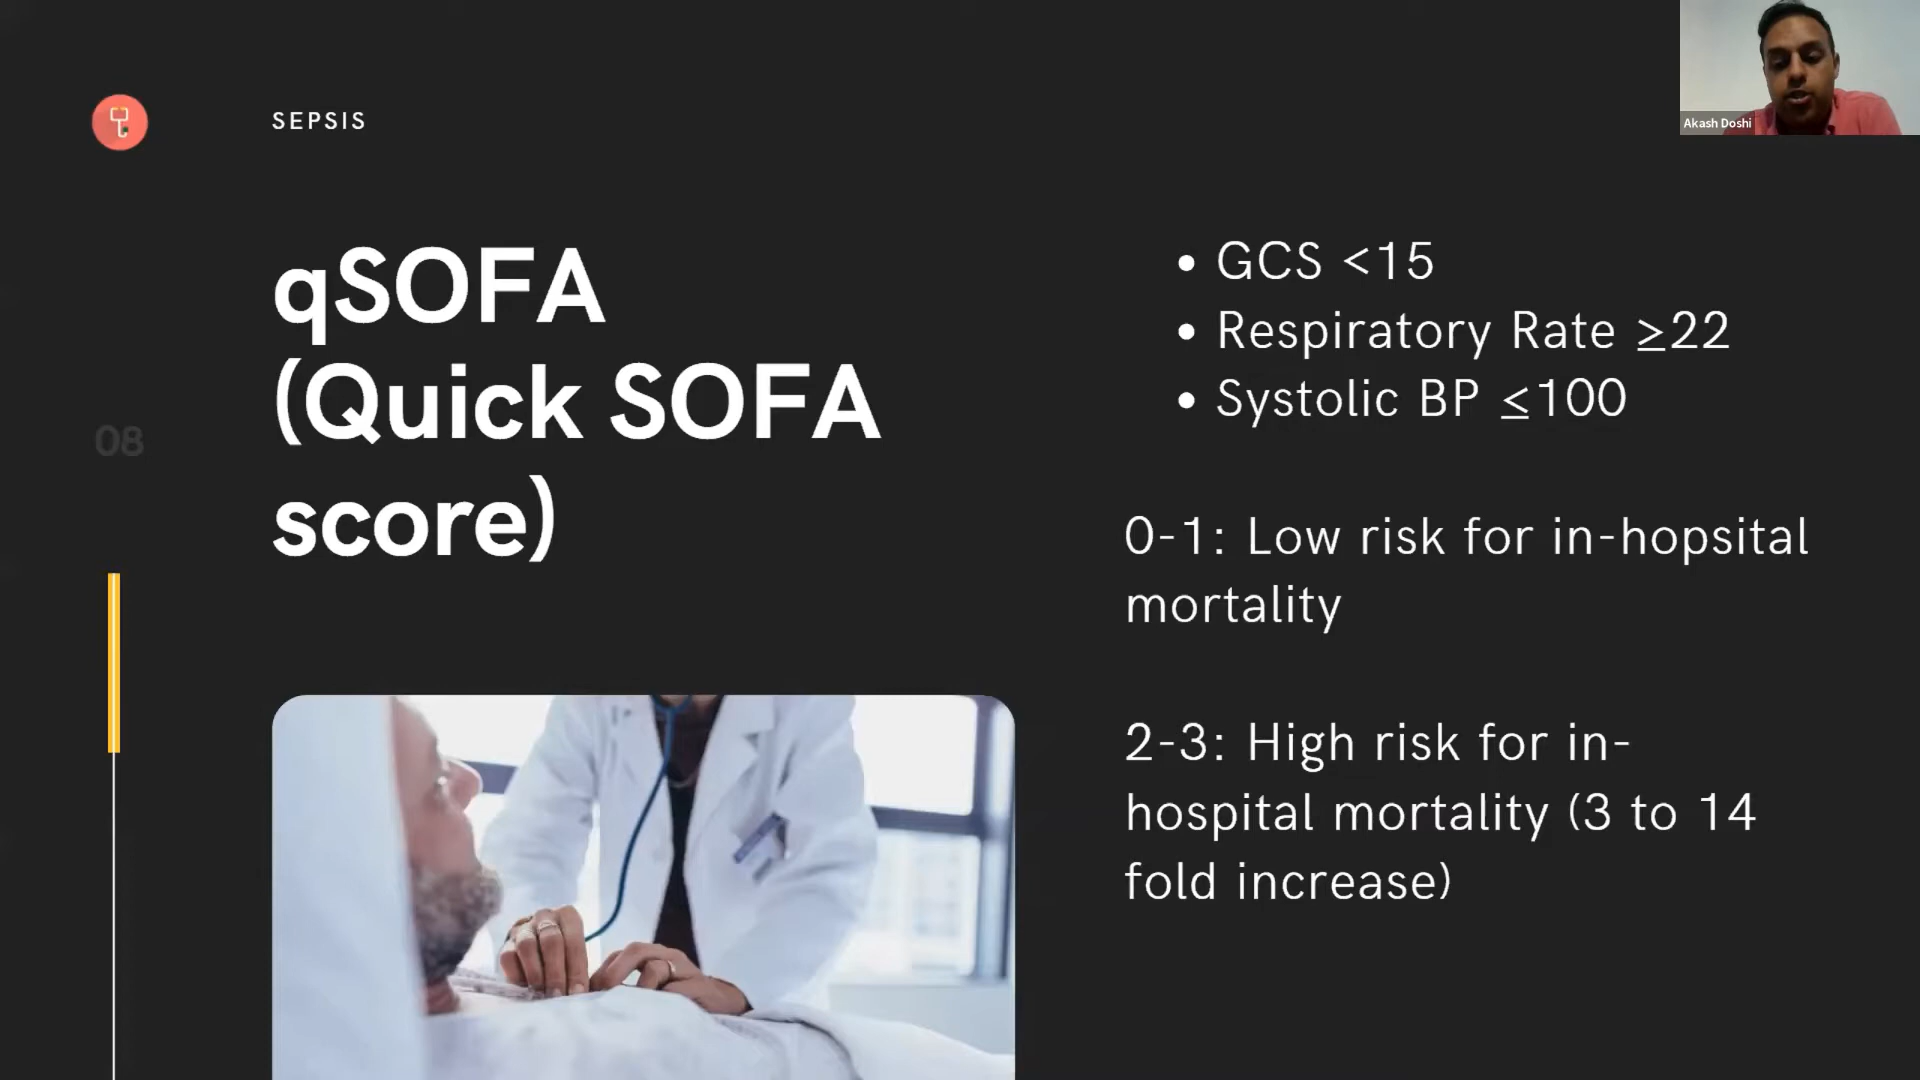 SEPSIS
Akash Doshi
qSOFA
(Quick SOFA
score)
08
• GCS <15
• Respiratory Rate ≥22
• Systolic BP ≤100
0-1: Low risk for in-hopsital
mortality
2-3: High risk for in-
hospital mortality (3 to 14
fold increase)